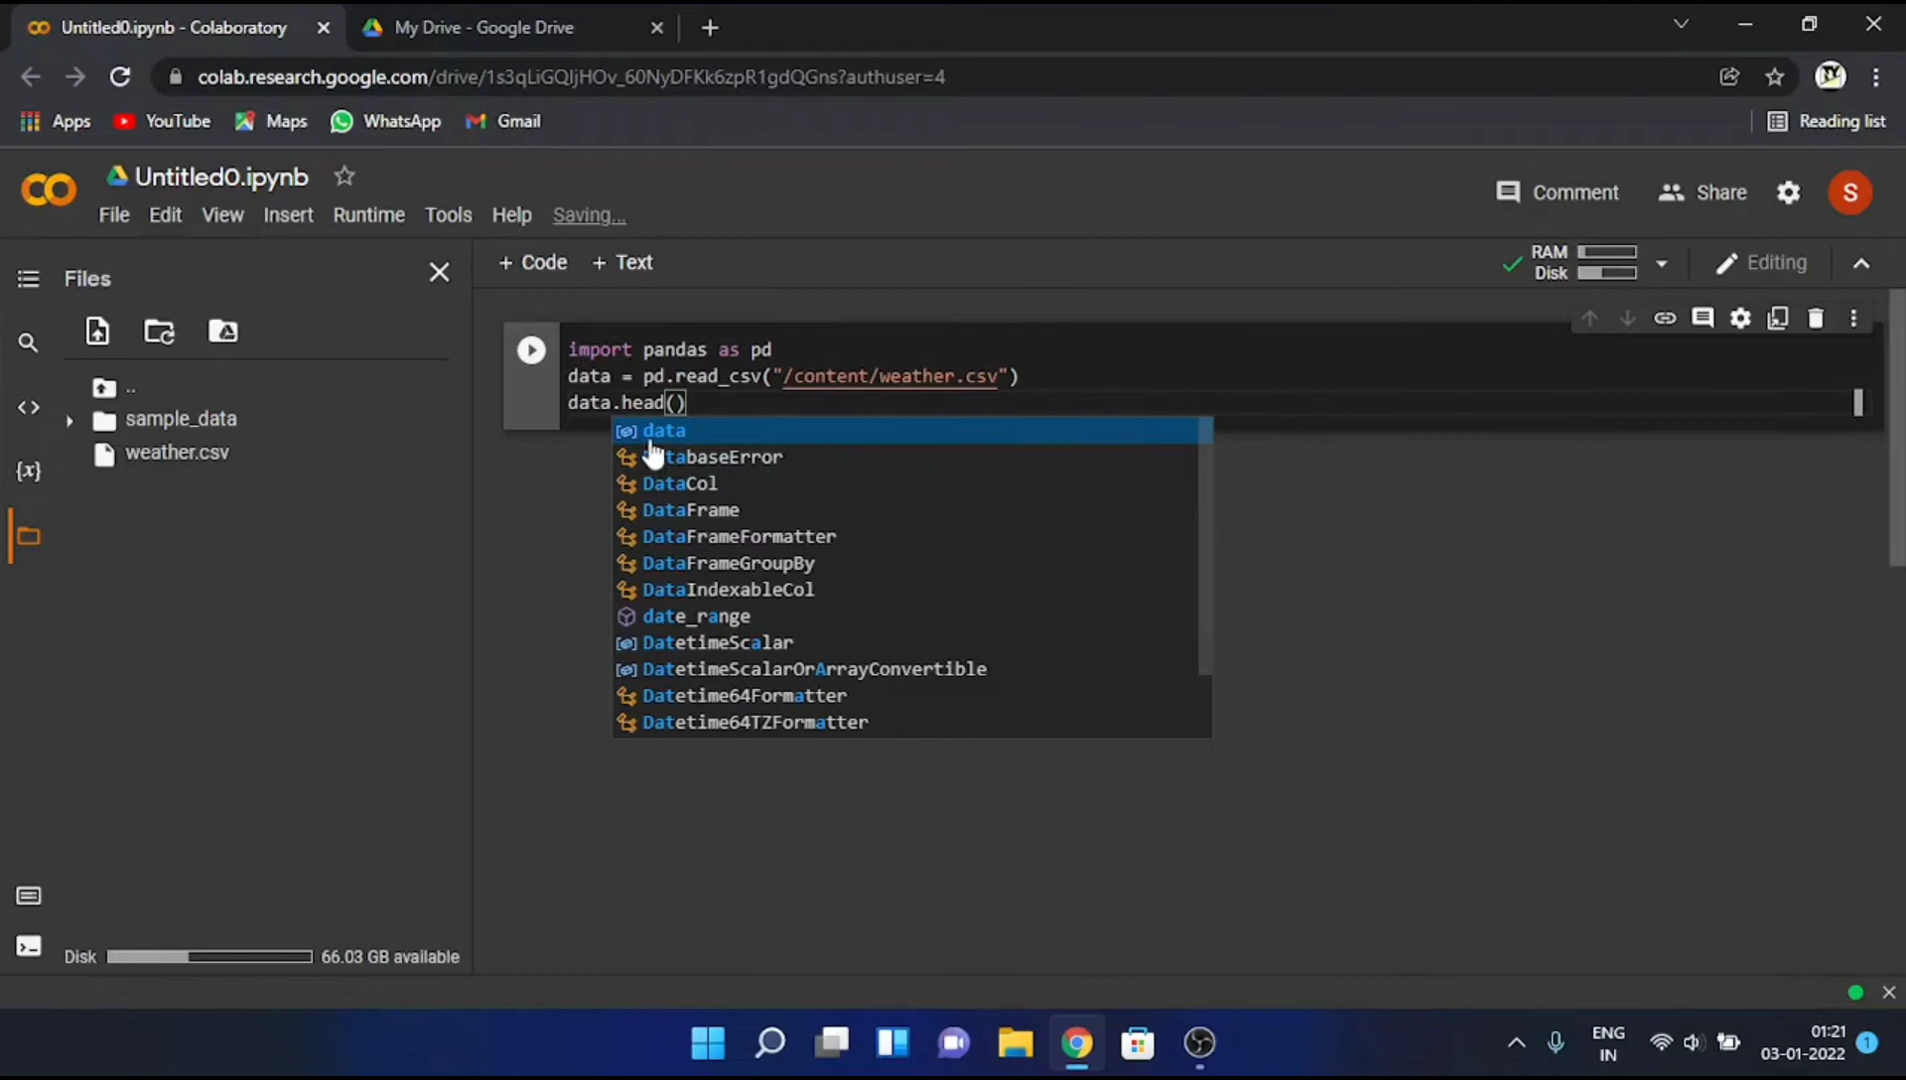 Untitled0.ipynb - Colaboratory
My Drive - Google Drive
colab.research.google.com/drive/1s3qLiGQIjHOv_60NyDFKk6zpR1gdQGns?authuser=4
Apps YouTube Maps WhatsApp Gmail Reading list
CO Untitled0.ipynb
File Edit View Insert Runtime Tools Help Saving...
Comment Share S
Files
+ Code + Text
RAM
Disk
Editing
..
sample_data
weather.csv
{x}
import pandas as pd
data = pd.read_csv("/content/weather.csv")
data.head()
data
DatabaseError
DataCol
DataFrame
DataFrameFormatter
DataFrameGroupBy
DataIndexableCol
date_range
DatetimeScalar
DatetimeScalarOrArrayConvertible
Datetime64Formatter
Datetime64TZFormatter
Disk 66.03 GB available
ENG
IN
01:21
03-01-2022
1